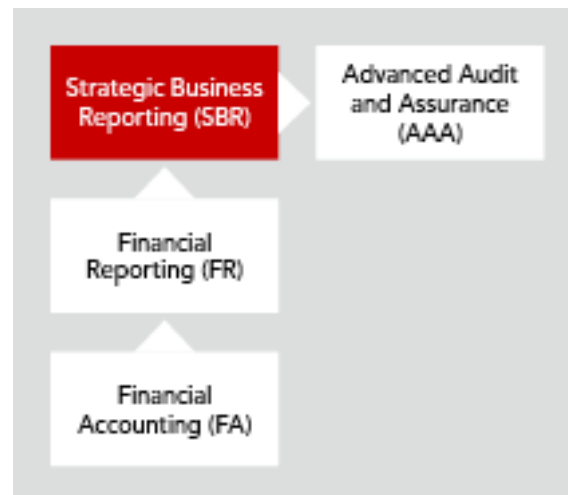 Strategic Business
Reporting (SBR)
Advanced Audit
and Assurance
(AAA)
Financial
Reporting (FR)
Financial
Accounting (FA)